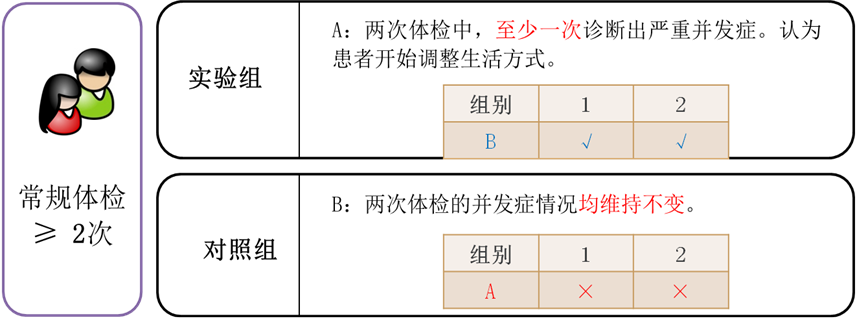 常规体检
≥ 2次
实验组
A：两次体检中，至少一次诊断出严重并发症。认为
患者开始调整生活方式。
组别 1 2
B √ √
对照组
B：两次体检的并发症情况均维持不变。
组别 1 2
A × ×